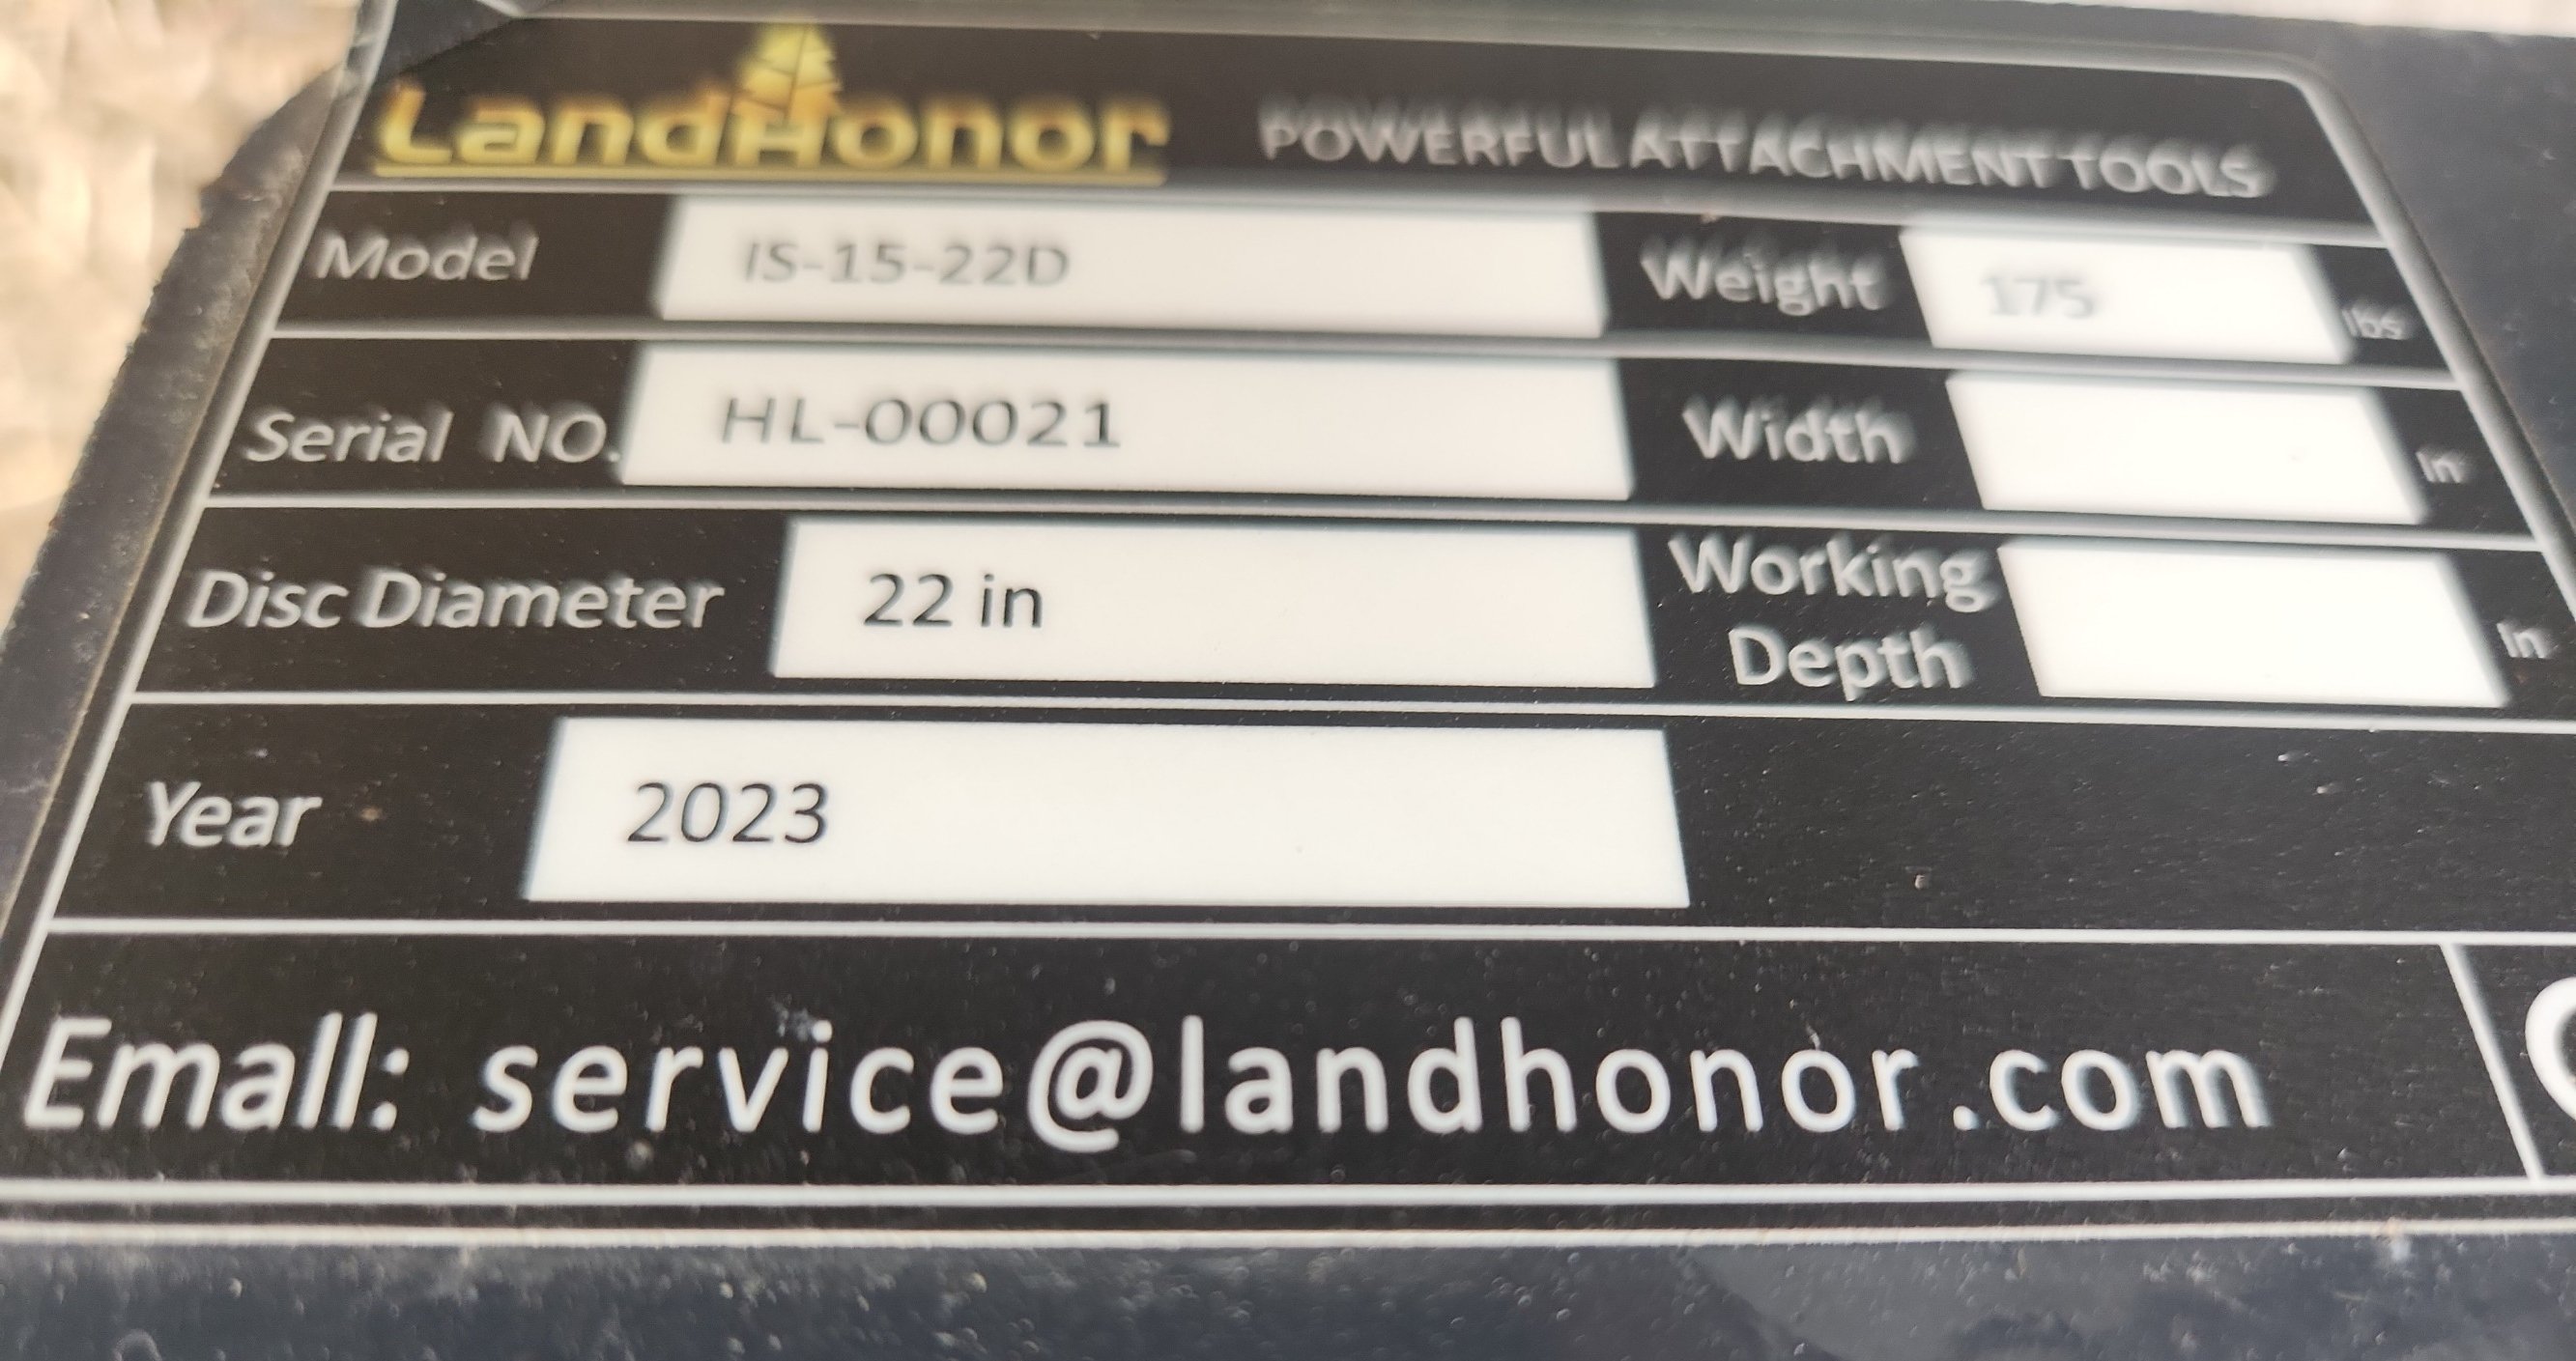 LandHonor POWERFUL ATTACHMENT TOOLS
Model IS-15-22D Weight 175 lbs
Serial NO. HL-00021 Width In
Disc Diameter 22 in Working Depth In
Year 2023
Emall: service@landhonor.com